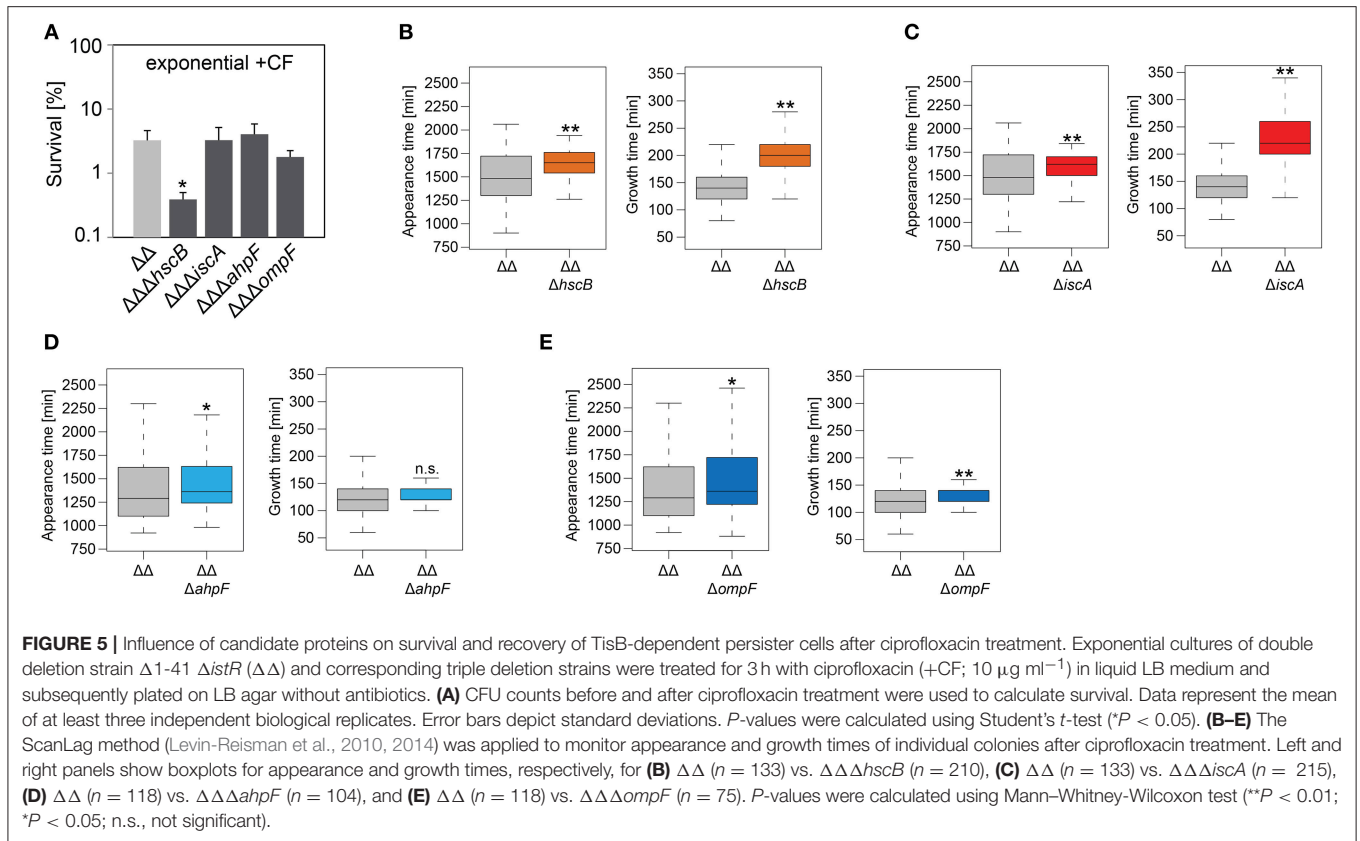 A
exponential +CF
Survival [%]
100
10
1
0.1
* 
ΔΔ
ΔΔΔhscB
ΔΔΔiscA
ΔΔΔahpF
ΔΔΔompF
B
Appearance time [min]
2500
2250
2000
1750
1500
1250
1000
750
**
ΔΔ
ΔΔ
ΔhscB
Growth time [min]
350
300
250
200
150
100
50
**
ΔΔ
ΔΔ
ΔhscB
C
Appearance time [min]
2500
2250
2000
1750
1500
1250
1000
750
**
ΔΔ
ΔΔ
ΔiscA
Growth time [min]
350
300
250
200
150
100
50
**
ΔΔ
ΔΔ
ΔiscA
D
Appearance time [min]
2500
2250
2000
1750
1500
1250
1000
750
*
ΔΔ
ΔΔ
ΔahpF
Growth time [min]
350
300
250
200
150
100
50
n.s.
ΔΔ
ΔΔ
ΔahpF
E
Appearance time [min]
2500
2250
2000
1750
1500
1250
1000
750
*
ΔΔ
ΔΔ
ΔompF
Growth time [min]
350
300
250
200
150
100
50
**
ΔΔ
ΔΔ
ΔompF
FIGURE 5 | Influence of candidate proteins on survival and recovery of TisB-dependent persister cells after ciprofloxacin treatment. Exponential cultures of double
deletion strain Δ1-41 ΔistR (ΔΔ) and corresponding triple deletion strains were treated for 3 h with ciprofloxacin (+CF; 10 μg ml−1) in liquid LB medium and
subsequently plated on LB agar without antibiotics. (A) CFU counts before and after ciprofloxacin treatment were used to calculate survival. Data represent the mean
of at least three independent biological replicates. Error bars depict standard deviations. P-values were calculated using Student's t-test (*P < 0.05). (B–E) The
ScanLag method (Levin-Reisman et al., 2010, 2014) was applied to monitor appearance and growth times of individual colonies after ciprofloxacin treatment. Left and
right panels show boxplots for appearance and growth times, respectively, for (B) ΔΔ (n = 133) vs. ΔΔΔhscB (n = 210), (C) ΔΔ (n = 133) vs. ΔΔΔiscA (n = 215),
(D) ΔΔ (n = 118) vs. ΔΔΔahpF (n = 104), and (E) ΔΔ (n = 118) vs. ΔΔΔompF (n = 75). P-values were calculated using Mann–Whitney-Wilcoxon test (**P < 0.01;
*P < 0.05; n.s., not significant).